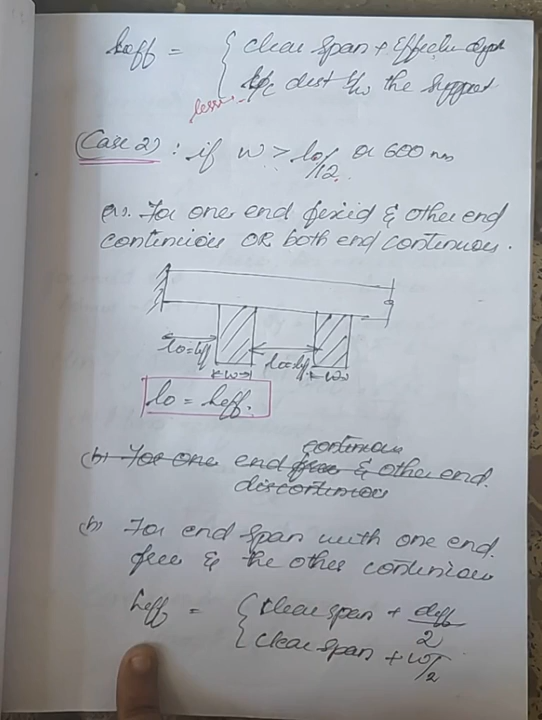 leff = { clear span + Effective depth
c/c dist b/w the support
less
(Case 2) : if w > lo/12 or 600 mm
(a). For one end fixed & other end
continuous OR both end continuous.
lo = leff
lo = leff
w
w
lo = leff.
continuous
(b) For one end free & other end.
discontinuous
(b) For end span with one end.
free & the other continuous
leff = { clear span + deff/2
clear span + w/2